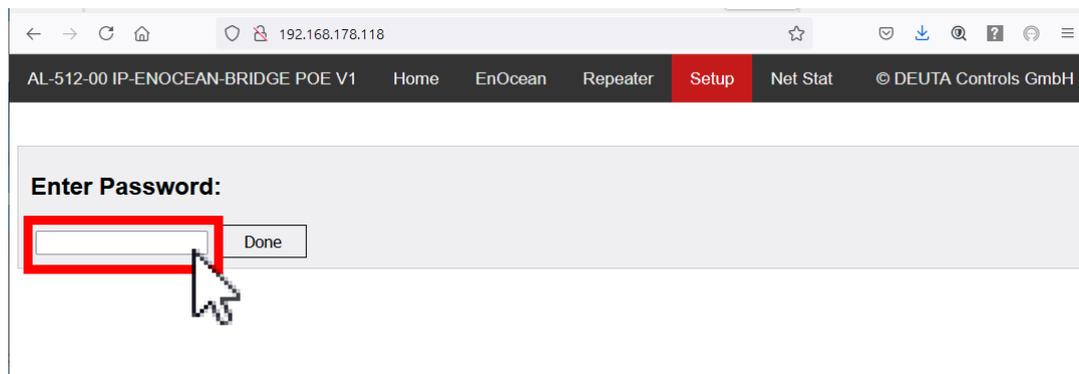 192.168.178.118
AL-512-00 IP-ENOCEAN-BRIDGE POE V1 Home EnOcean Repeater Setup Net Stat © DEUTA Controls GmbH
Enter Password:
Done